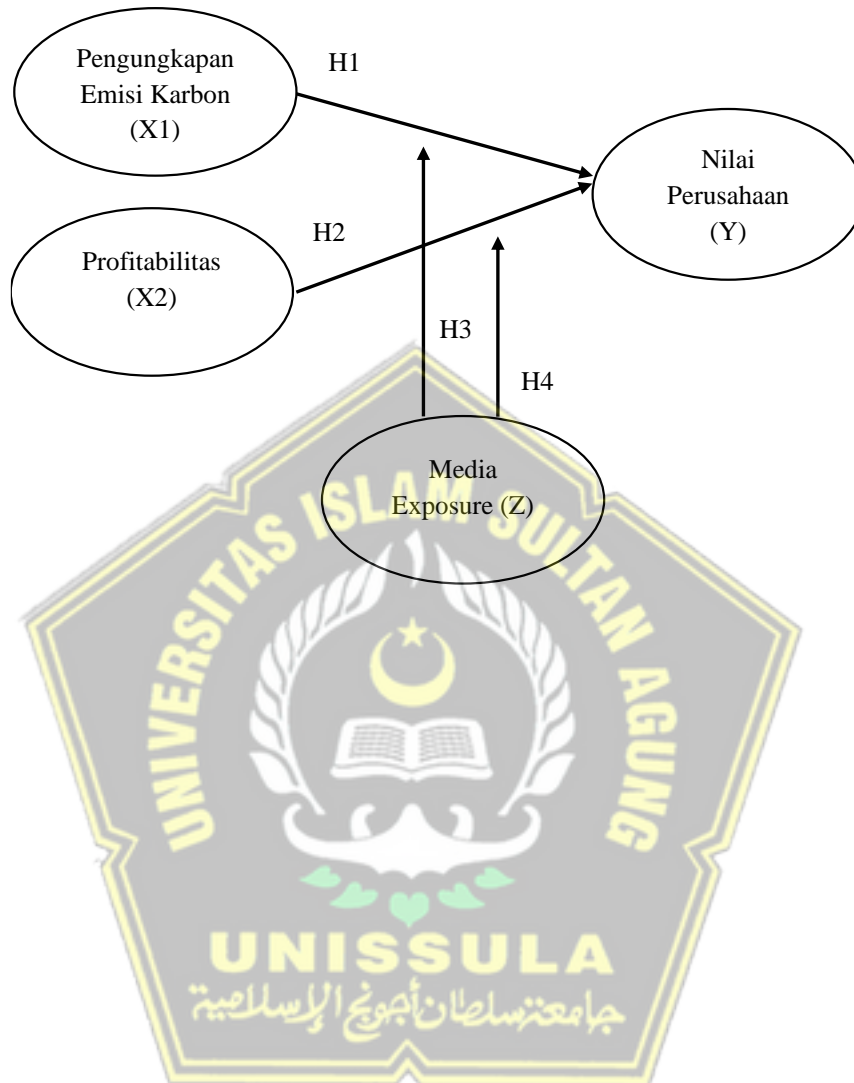 Pengungkapan
Emisi Karbon
(X1)
H1
Nilai
Perusahaan
(Y)
H2
Profitabilitas
(X2)
H3
H4
Media
Exposure (Z)
UNIVERSITAS ISLAM SULTAN AGUNG
UNISSULA
جامعة سلطان أجونج الإسلامية